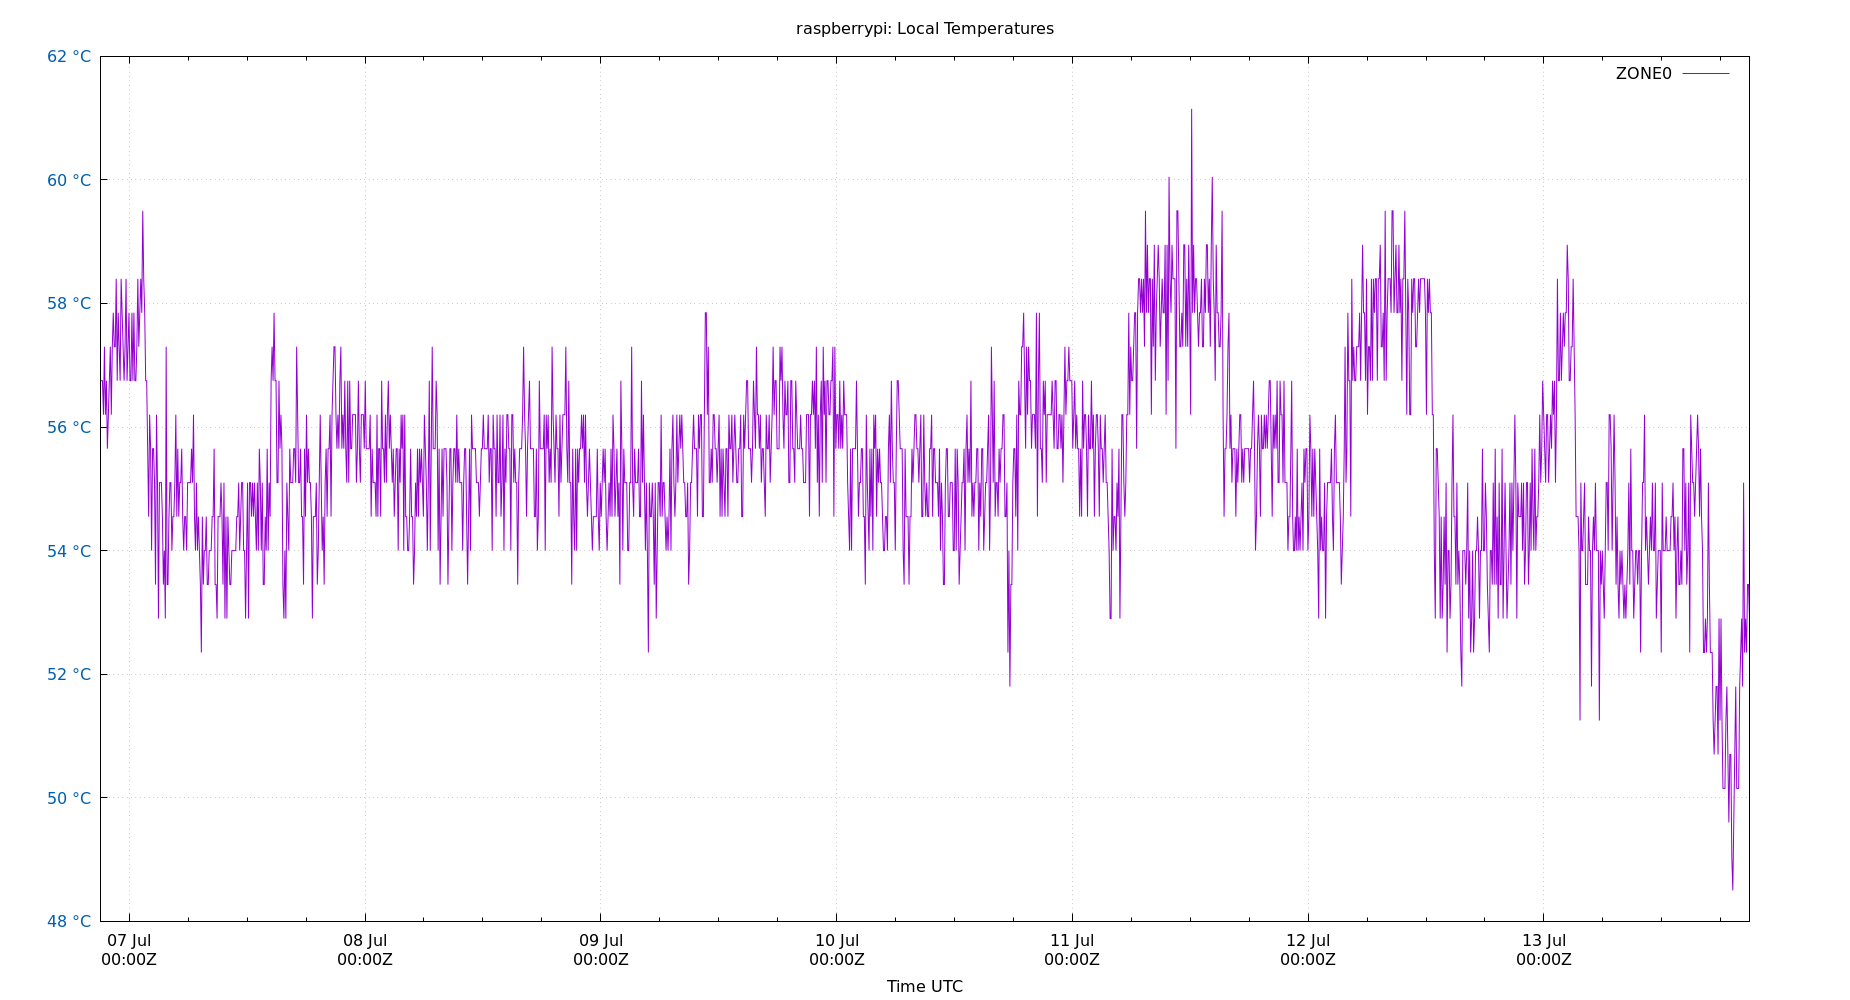 raspberrypi: Local Temperatures
62 °C
ZONE0
60 °C
58 °C
56 °C
54 °C
52 °C
50 °C
48 °C
07 Jul 08 Jul 09 Jul 10 Jul 11 Jul 12 Jul 13 Jul
00:00Z 00:00Z 00:00Z 00:00Z 00:00Z 00:00Z 00:00Z
Time UTC